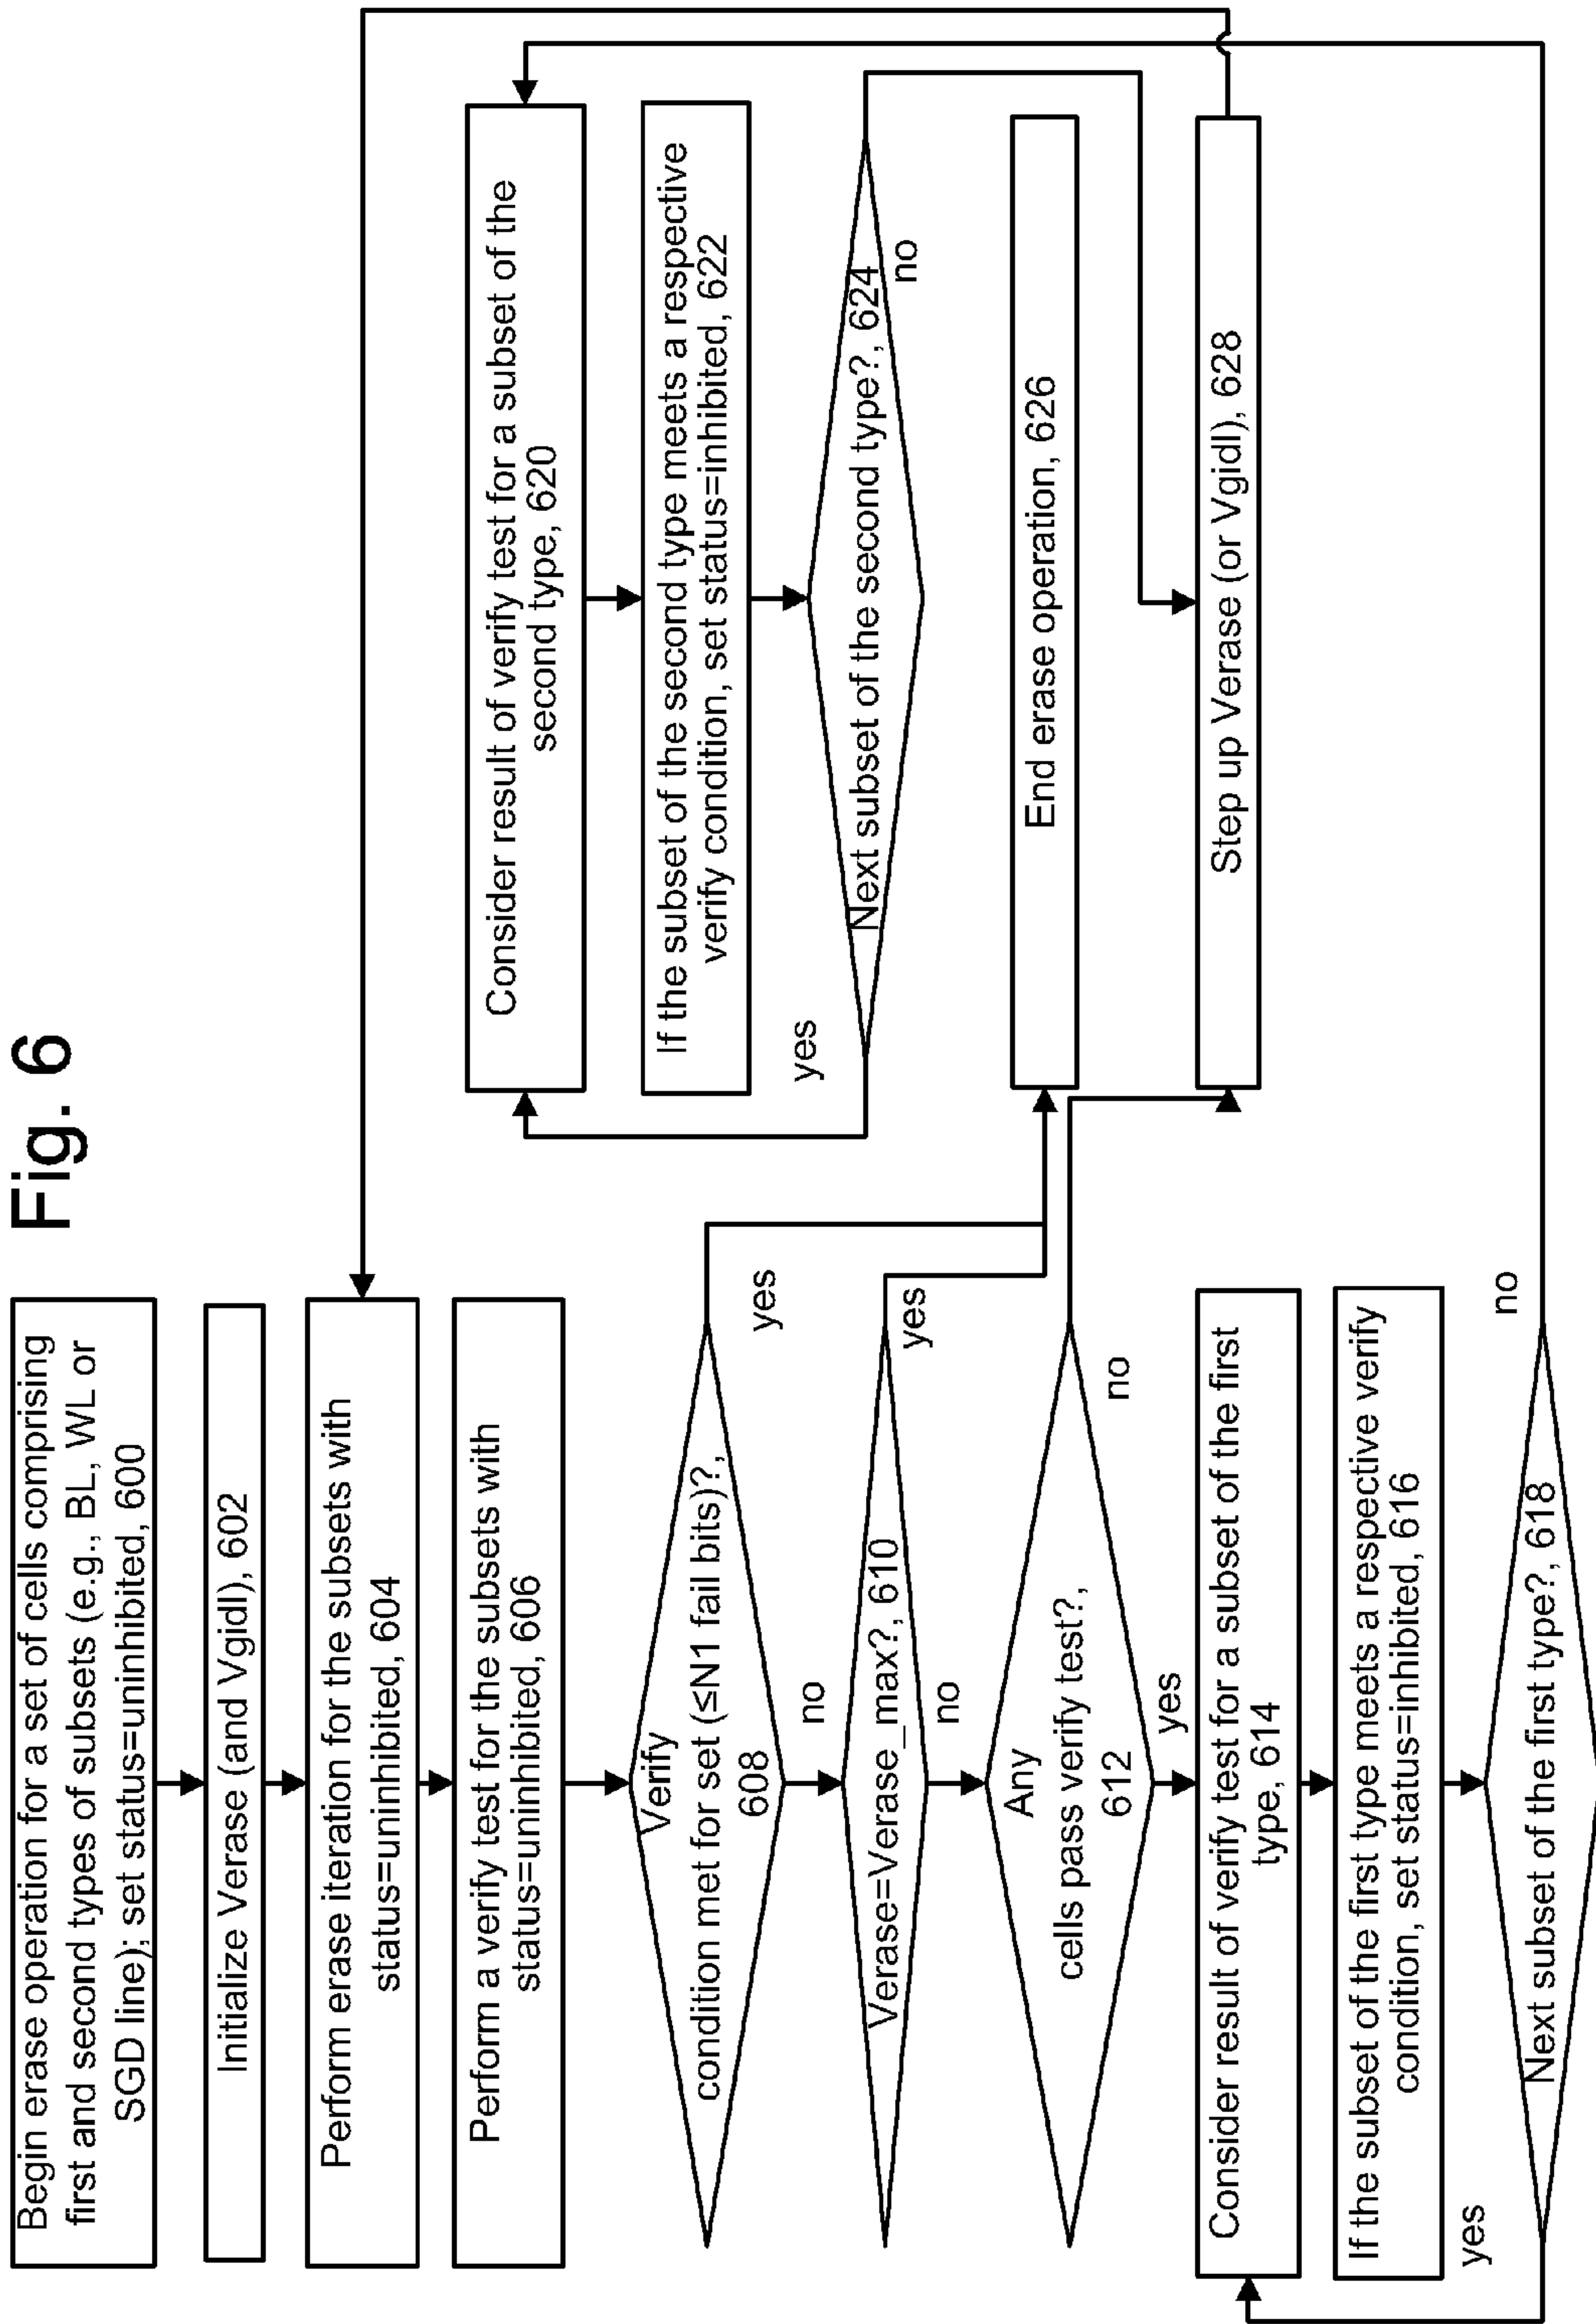 Fig. 6
Begin erase operation for a set of cells comprising
first and second types of subsets (e.g., BL, WL or
SGD line); set status=uninhibited, 600
Initialize Verase (and Vgidl), 602
Perform erase iteration for the subsets with
status=uninhibited, 604
Perform a verify test for the subsets with
status=uninhibited, 606
Verify
condition met for set (≤N1 fail bits)?,
608
yes
no
Verase=Verase_max?, 610
yes
no
Any
cells pass verify test?,
612
no
yes
Consider result of verify test for a subset of the first
type, 614
If the subset of the first type meets a respective verify
condition, set status=inhibited, 616
yes
no
Next subset of the first type?, 618
Consider result of verify test for a subset of the
second type, 620
If the subset of the second type meets a respective
verify condition, set status=inhibited, 622
yes
Next subset of the second type?, 624
no
End erase operation, 626
Step up Verase (or Vgidl), 628